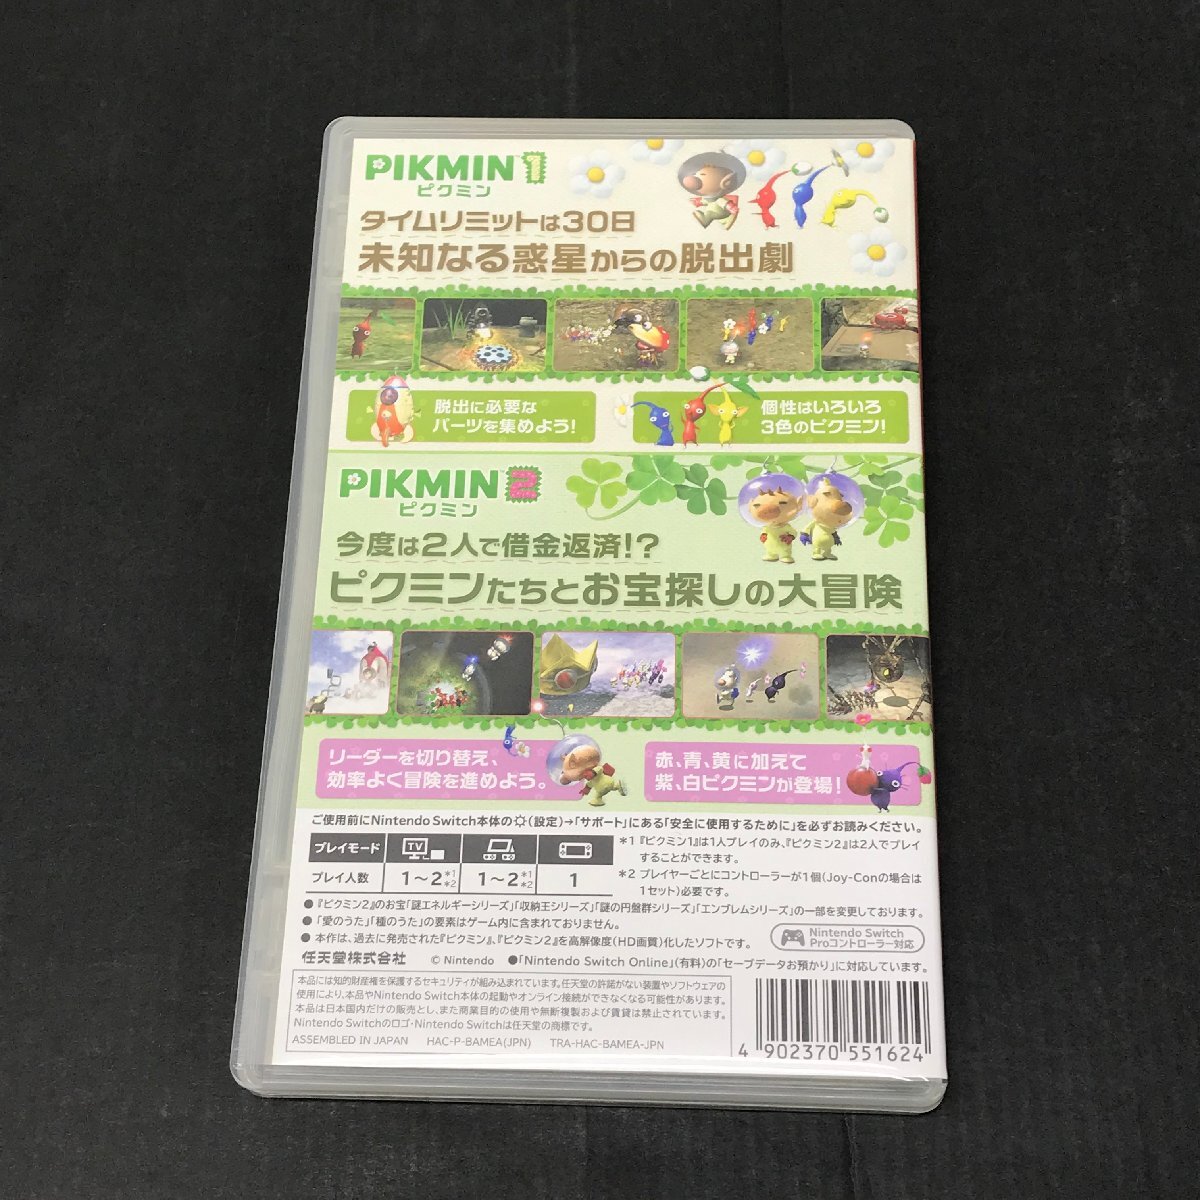 PIKMIN™1
ピクミン
タイムリミットは30日
未知なる惑星からの脱出劇
脱出に必要な
パーツを集めよう!
個性はいろいろ
3色のピクミン!
PIKMIN™2
ピクミン
今度は2人で借金返済!?
ピクミンたちとお宝探しの大冒険
リーダーを切り替え、
効率よく冒険を進めよう。
赤、青、黄に加えて
紫、白ピクミンが登場!
ご使用前にNintendo Switch本体の(設定)→「サポート」にある「安全に使用するために」を必ずお読みください。
プレイモード TV
プレイ人数 1～2*1*2 1～2*1*2 1
*1 『ピクミン1』は1人プレイのみ、『ピクミン2』は2人でプレイ
することができます。
*2 プレイヤーごとにコントローラーが1個(Joy-Conの場合は
1セット)必要です。
●『ピクミン2』のお宝「謎エネルギーシリーズ」「収納王シリーズ」「謎の円盤群シリーズ」「エンブレムシリーズ」の一部を変更しております。
●「愛のうた」「種のうた」の要素はゲーム内に含まれておりません。
●本作は、過去に発売された『ピクミン』、『ピクミン2』を高解像度(HD画質)化したソフトです。
Nintendo Switch
Proコントローラー対応
任天堂株式会社 © Nintendo ●「Nintendo Switch Online」(有料)の「セーブデータお預かり」に対応しています。
本品には知的財産権を保護するセキュリティが組み込まれています。任天堂の許諾がない装置やソフトウェアの
使用により、本品やNintendo Switch本体の起動やオンライン接続ができなくなる可能性があります。
本品は日本国内だけの販売とし、また商業目的の使用や無断複製および賃貸は禁止されています。
Nintendo Switchのロゴ・Nintendo Switchは任天堂の商標です。
ASSEMBLED IN JAPAN HAC-P-BAMEA(JPN) TRA-HAC-BAMEA-JPN
4 902370 551624